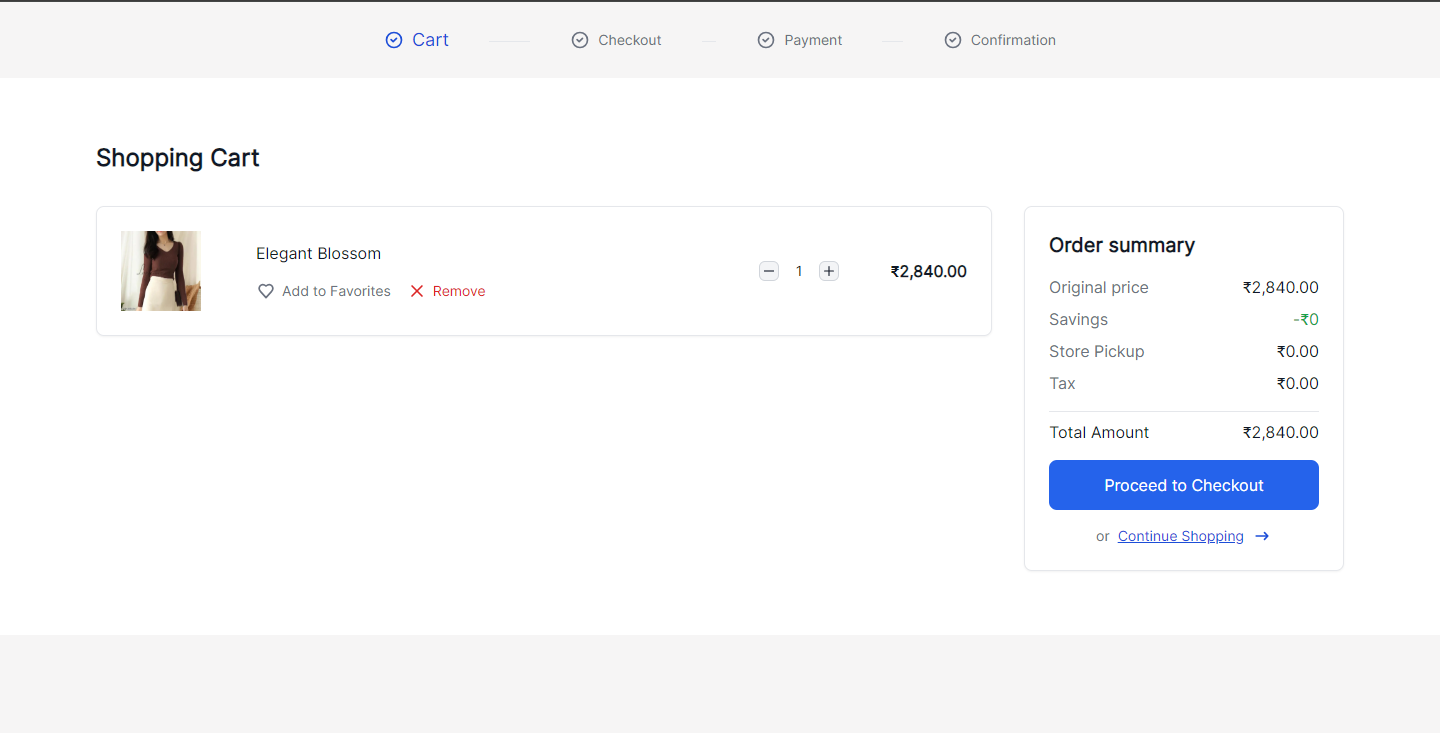 Cart Checkout Payment Confirmation
Shopping Cart
Elegant Blossom
Add to Favorites Remove
1
₹2,840.00
Order summary
Original price ₹2,840.00
Savings -₹0
Store Pickup ₹0.00
Tax ₹0.00
Total Amount ₹2,840.00
Proceed to Checkout
or Continue Shopping